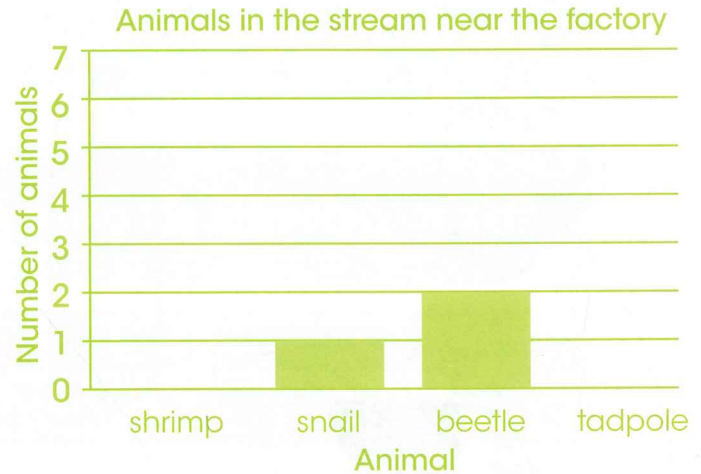 Animals in the stream near the factory
Number of animals
7
6
5
4
3
2
1
0
shrimp snail beetle tadpole
Animal